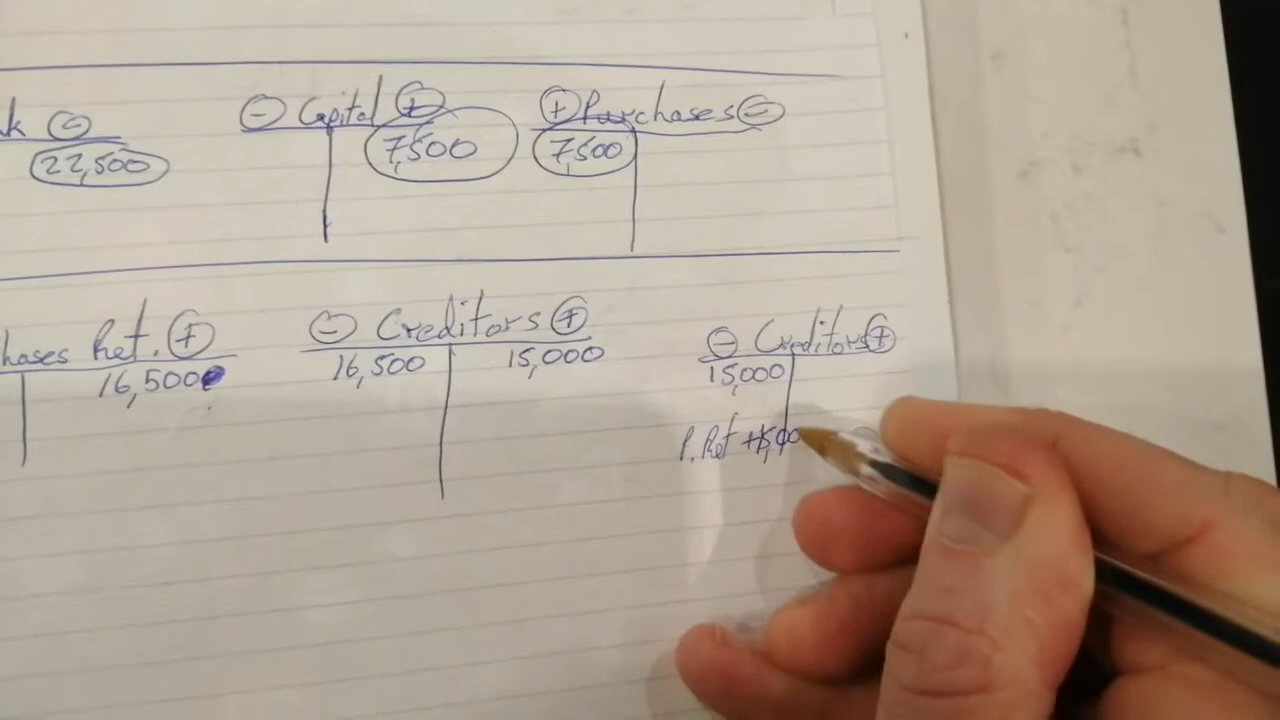 k ⊖ ⊖ Capital ⊕ ⊕ Purchases ⊖
22,500 7,500 7,500
hases Ret. ⊕ ⊖ Creditors ⊕ ⊖ Creditors ⊕
16,500 16,500 15,000 15,000
P. Ret